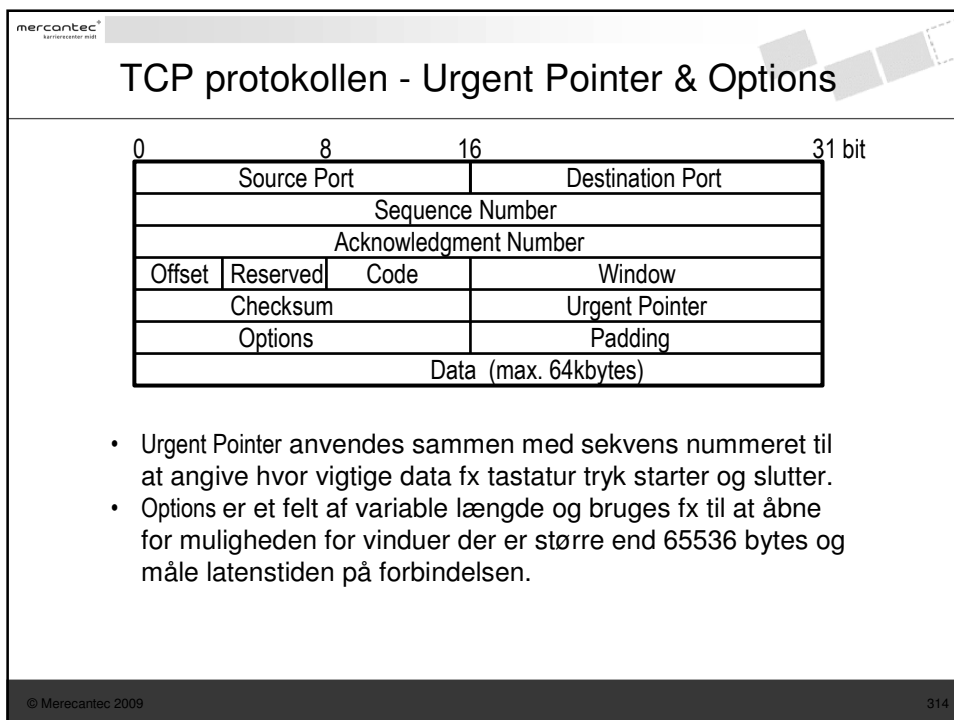 mercantec+
karrierecenter midt
TCP protokollen - Urgent Pointer & Options
0 8 16 31 bit
Source Port Destination Port
Sequence Number
Acknowledgment Number
Offset Reserved Code Window
Checksum Urgent Pointer
Options Padding
Data (max. 64kbytes)
• Urgent Pointer anvendes sammen med sekvens nummeret til
at angive hvor vigtige data fx tastatur tryk starter og slutter.
• Options er et felt af variable længde og bruges fx til at åbne
for muligheden for vinduer der er større end 65536 bytes og
måle latenstiden på forbindelsen.
© Merecantec 2009 314